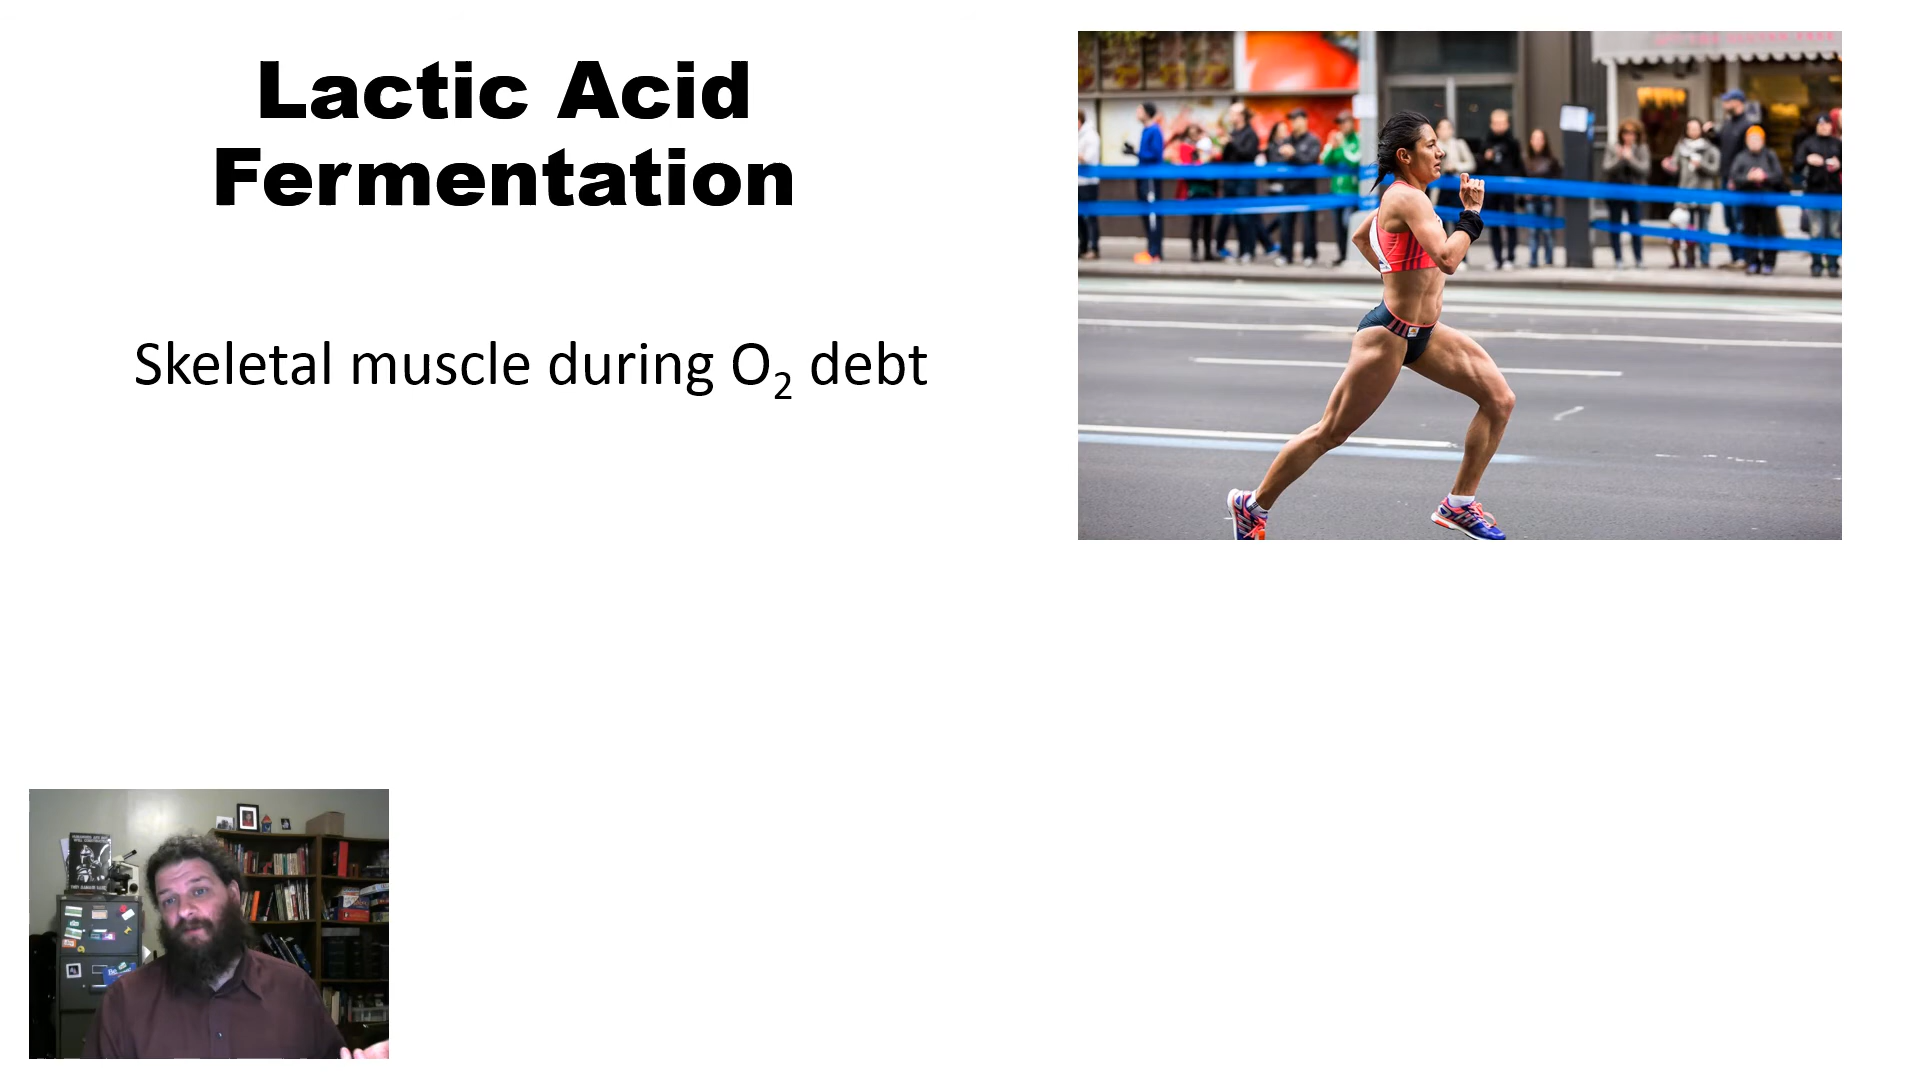 Lactic Acid
Fermentation
Skeletal muscle during O₂ debt